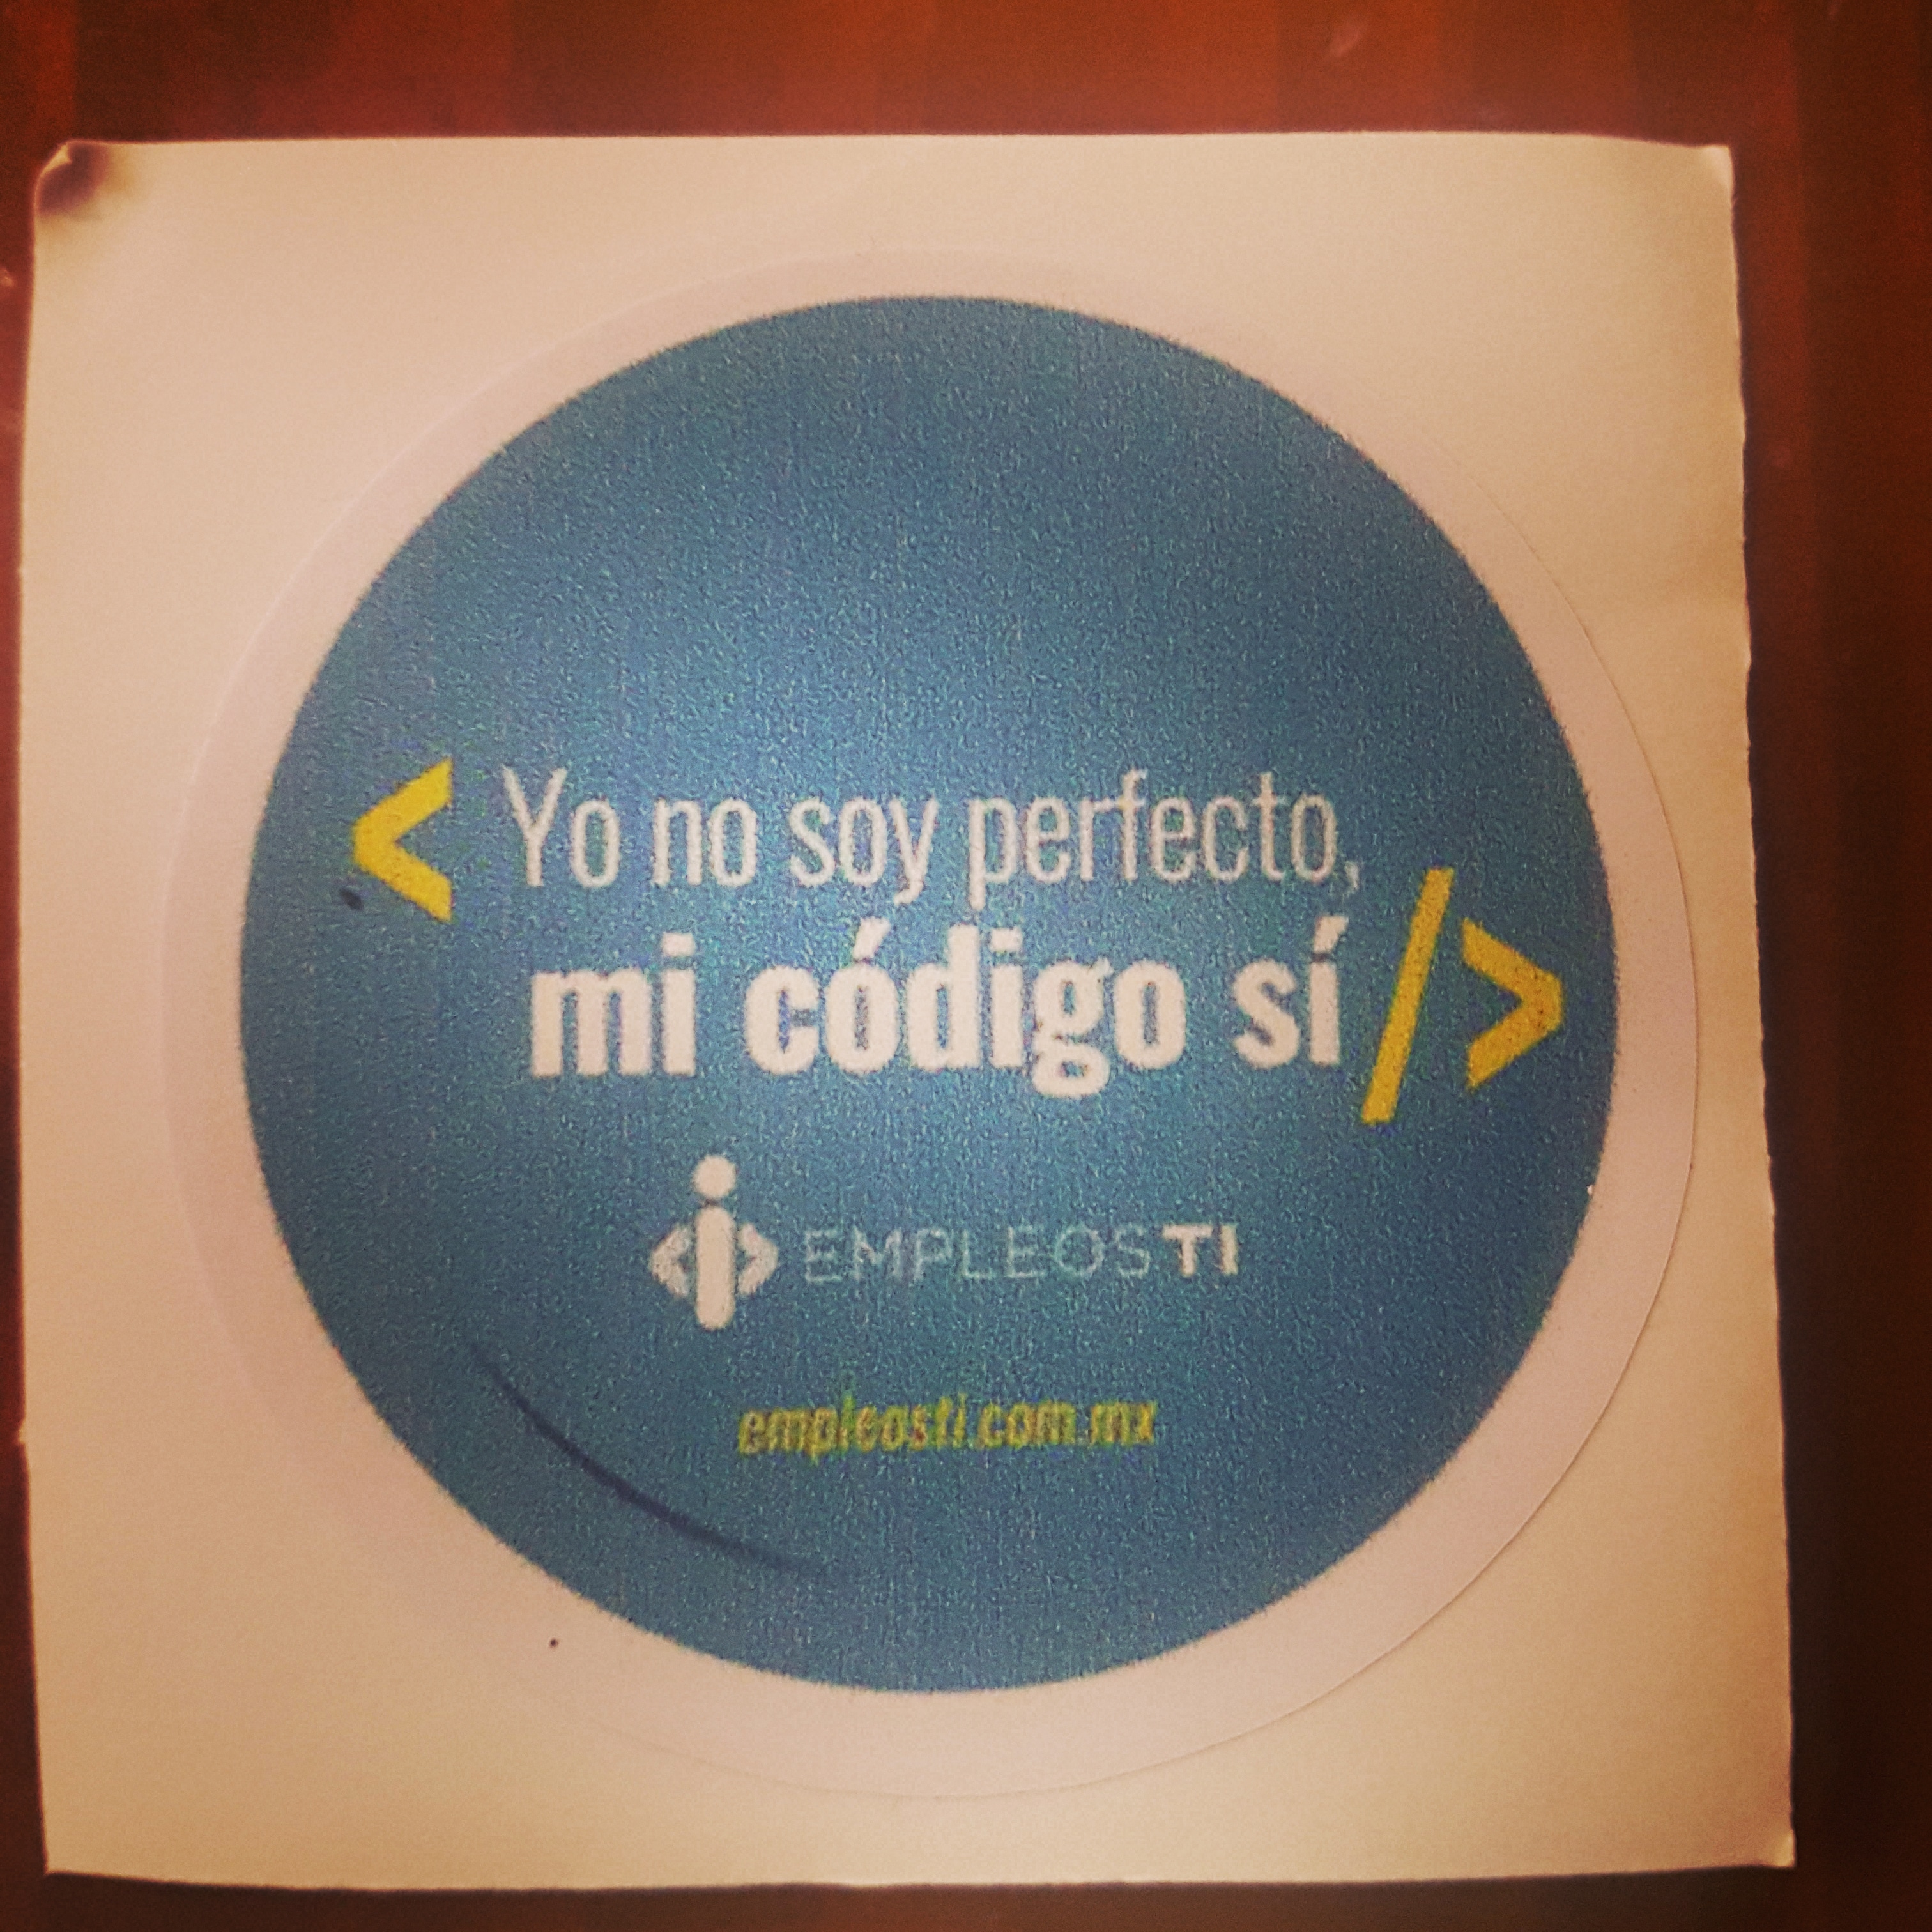 < Yo no soy perfecto,
mi código sí />
EMPLEOSTI
empleosti.com.mx